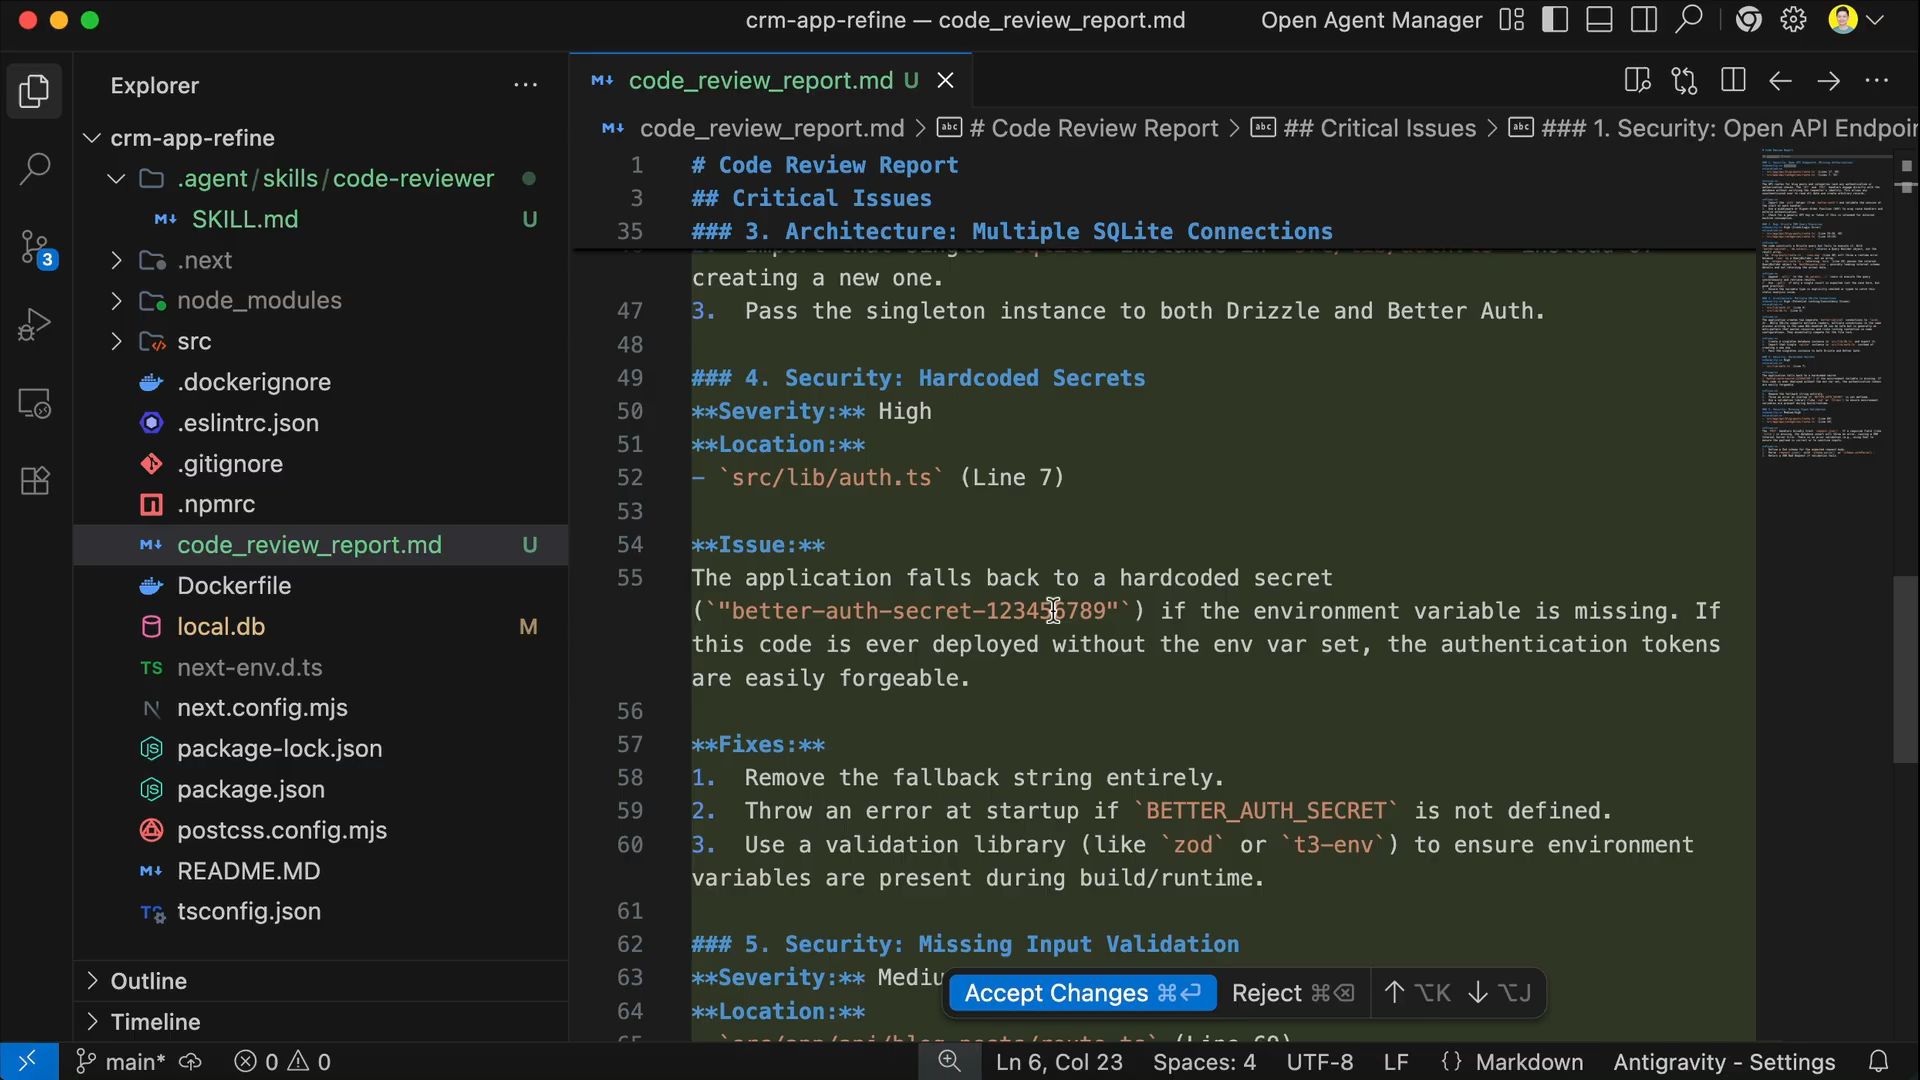 crm-app-refine — code_review_report.md
Open Agent Manager
Explorer
crm-app-refine
.agent/skills/code-reviewer
SKILL.md U
3
.next
node_modules
src
.dockerignore
.eslintrc.json
.gitignore
.npmrc
code_review_report.md U
Dockerfile
local.db M
next-env.d.ts
next.config.mjs
package-lock.json
package.json
postcss.config.mjs
README.MD
tsconfig.json
Outline
Timeline
code_review_report.md U
code_review_report.md > # Code Review Report > ## Critical Issues > ### 1. Security: Open API Endpoin
1 # Code Review Report
3 ## Critical Issues
35 ### 3. Architecture: Multiple SQLite Connections
creating a new one.
47 3. Pass the singleton instance to both Drizzle and Better Auth.
48
49 ### 4. Security: Hardcoded Secrets
50 **Severity:** High
51 **Location:**
52 - `src/lib/auth.ts` (Line 7)
53
54 **Issue:**
55 The application falls back to a hardcoded secret
(`"better-auth-secret-123456789"`) if the environment variable is missing. If
this code is ever deployed without the env var set, the authentication tokens
are easily forgeable.
56
57 **Fixes:**
58 1. Remove the fallback string entirely.
59 2. Throw an error at startup if `BETTER_AUTH_SECRET` is not defined.
60 3. Use a validation library (like `zod` or `t3-env`) to ensure environment
variables are present during build/runtime.
61
62 ### 5. Security: Missing Input Validation
63 **Severity:** Mediu
64 **Location:**
Accept Changes ⌘⏎ Reject ⌘⌫ ↑ ⌥K ↓ ⌥J
main* 0 0
Ln 6, Col 23 Spaces: 4 UTF-8 LF {} Markdown Antigravity - Settings